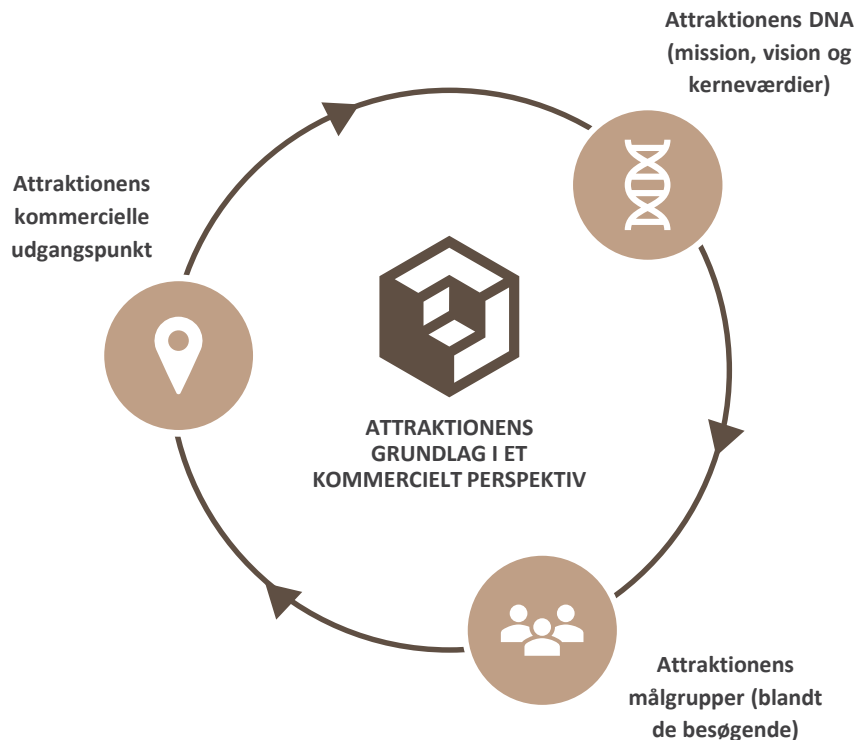 Attraktionens DNA
(mission, vision og
kerneværdier)
Attraktionens
kommercielle
udgangspunkt
ATTRAKTIONENS
GRUNDLAG I ET
KOMMERCIELT PERSPEKTIV
Attraktionens
målgrupper (blandt
de besøgende)